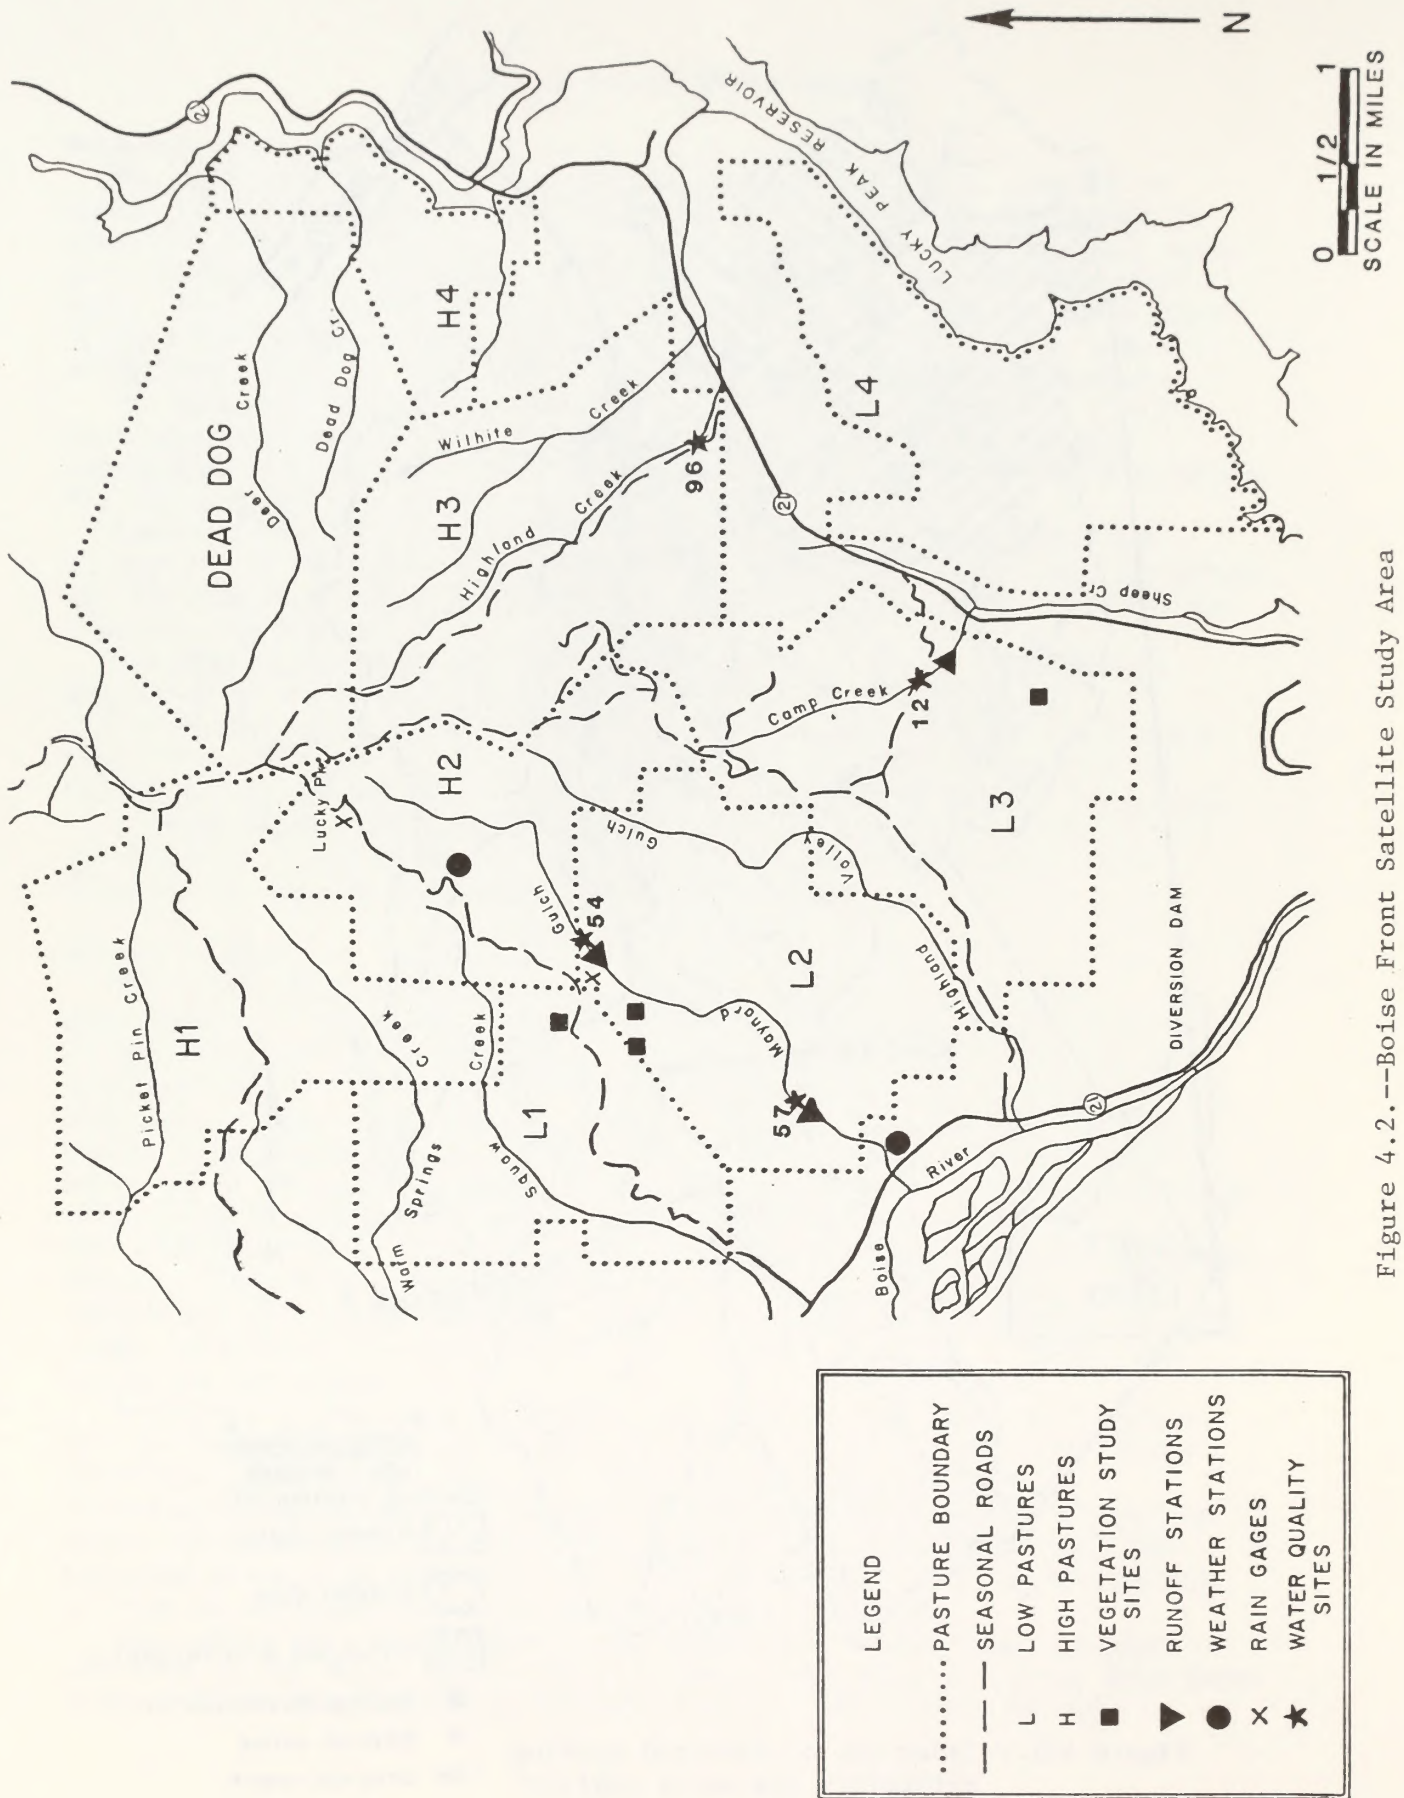 N
0 1/2 1
SCALE IN MILES
21
LUCKY PEAK RESERVOIR
DEAD DOG
Deer Creek
Dead Dog Cr.
H4
Wilhite Creek
H3
Highland Creek
96
L4
21
Sheep Cr
Picket Pin Creek
H1
Lucky Pk.
X
H2
Gulch
54
X
Camp Creek
12
L3
Highland Valley Gulch
L2
Maynard
57
Warm Springs Creek
Squaw Creek
L1
Boise River
21
DIVERSION DAM
LEGEND
PASTURE BOUNDARY
SEASONAL ROADS
L LOW PASTURES
H HIGH PASTURES
VEGETATION STUDY
SITES
RUNOFF STATIONS
WEATHER STATIONS
X RAIN GAGES
WATER QUALITY
SITES
Figure 4.2.--Boise Front Satellite Study Area